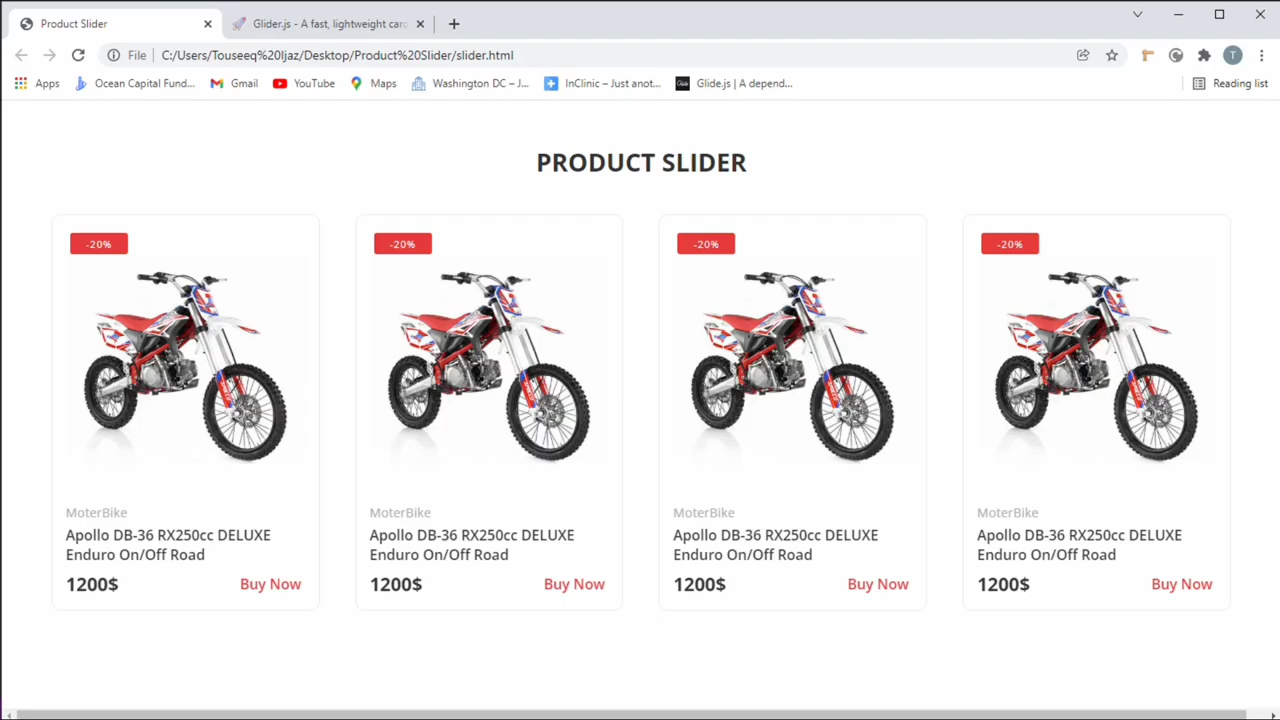 Product Slider
Glider.js - A fast, lightweight caro
File
C:/Users/Touseeq%20Ijaz/Desktop/Product%20Slider/slider.html
T
Apps
Ocean Capital Fund...
Gmail
YouTube
Maps
Washington DC – J...
InClinic – Just anot...
Glide
Glide.js | A depend...
Reading list
PRODUCT SLIDER
-20%
-20%
-20%
-20%
MoterBike
MoterBike
MoterBike
MoterBike
Apollo DB-36 RX250cc DELUXE
Enduro On/Off Road
Apollo DB-36 RX250cc DELUXE
Enduro On/Off Road
Apollo DB-36 RX250cc DELUXE
Enduro On/Off Road
Apollo DB-36 RX250cc DELUXE
Enduro On/Off Road
1200$ Buy Now
1200$ Buy Now
1200$ Buy Now
1200$ Buy Now